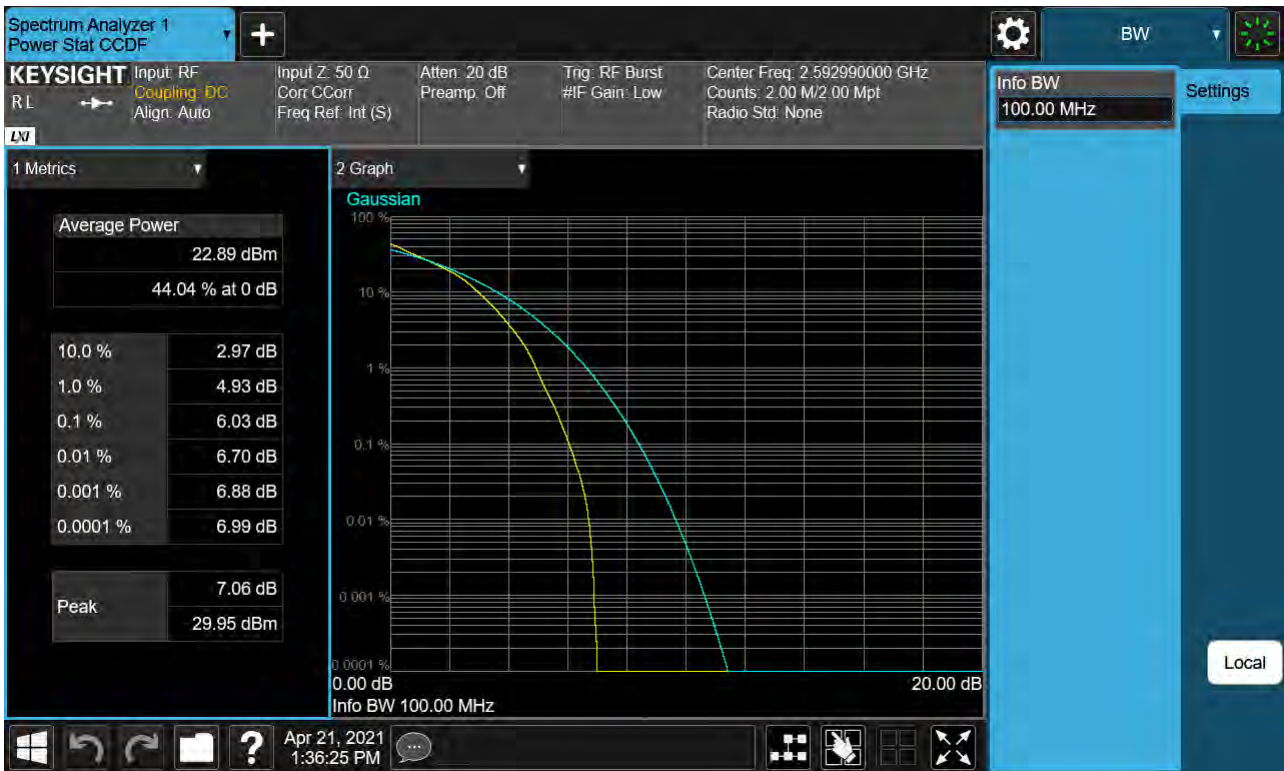 Spectrum Analyzer 1
Power Stat CCDF
BW
KEYSIGHT
R L
LXI
Input: RF
Coupling: DC
Align: Auto
Input Z: 50 Ω
Corr CCorr
Freq Ref: Int (S)
Atten: 20 dB
Preamp: Off
Trig: RF Burst
#IF Gain: Low
Center Freq: 2.592990000 GHz
Counts: 2.00 M/2.00 Mpt
Radio Std: None
Info BW
100.00 MHz
Settings
1 Metrics
Average Power
22.89 dBm
44.04 % at 0 dB
10.0 % 2.97 dB
1.0 % 4.93 dB
0.1 % 6.03 dB
0.01 % 6.70 dB
0.001 % 6.88 dB
0.0001 % 6.99 dB
Peak
7.06 dB
29.95 dBm
2 Graph
Gaussian
100 %
10 %
1 %
0.1 %
0.01 %
0.001 %
0.0001 %
0.00 dB
20.00 dB
Info BW 100.00 MHz
Local
?
Apr 21, 2021
1:36:25 PM